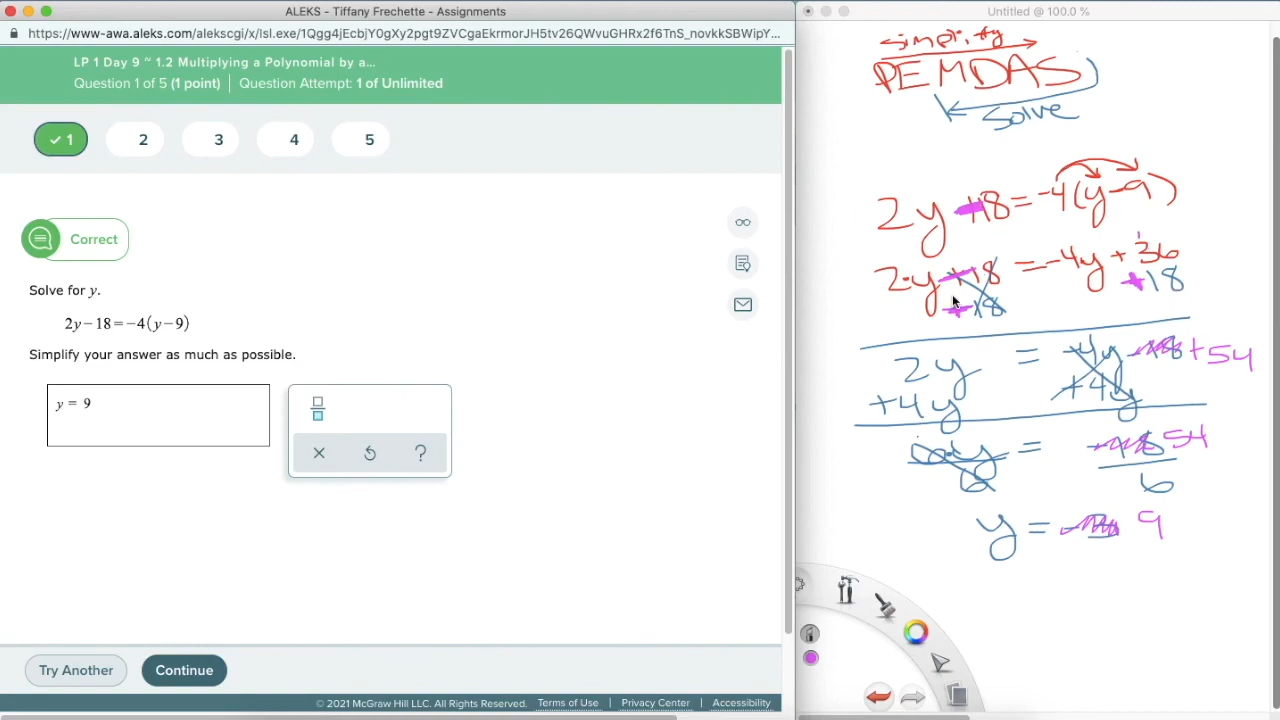 ALEKS - Tiffany Frechette - Assignments
https://www-awa.aleks.com/alekscgi/x/Isl.exe/1Qgg4jEcbjY0gXy2pgt9ZVCgaEkrmorJH5tv26QWvuGHRx2f6TnS_novkkSBWipY...
LP 1 Day 9 ~ 1.2 Multiplying a Polynomial by a...
Question 1 of 5 (1 point) Question Attempt: 1 of Unlimited
✓ 1 2 3 4 5
Correct
Solve for y.
2y−18=−4(y−9)
Simplify your answer as much as possible.
y = 9
Try Another Continue
© 2021 McGraw Hill LLC. All Rights Reserved. Terms of Use Privacy Center Accessibility
Untitled @ 100.0 %
simplify
PEMDAS
Solve
2y - 18 = -4(y-9)
2·y - 18 = -4y + 36
+ 18 +18
2y = -4y + 54
+4y +4y
6·y = 54
6 6
y = 9